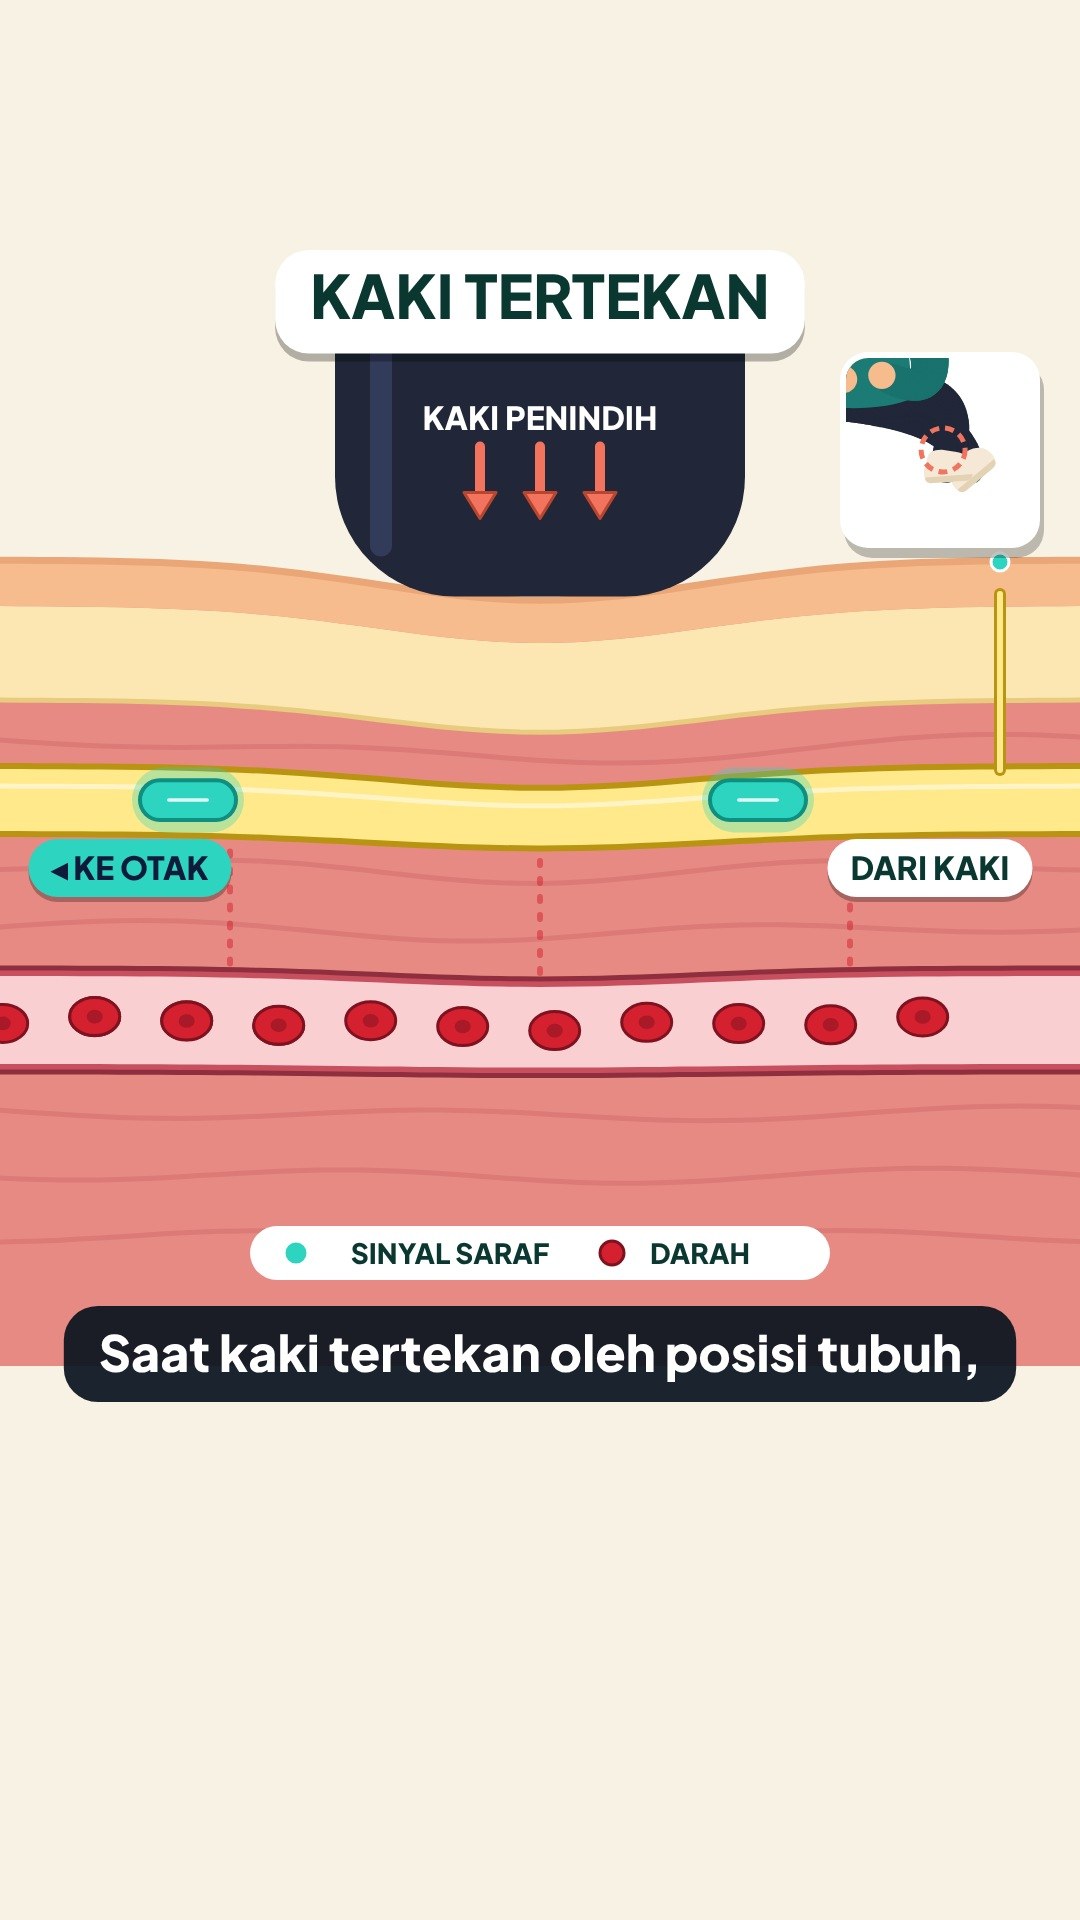 KAKI TERTEKAN
KAKI PENINDIH
◀ KE OTAK
DARI KAKI
SINYAL SARAF
DARAH
Saat kaki tertekan oleh posisi tubuh,